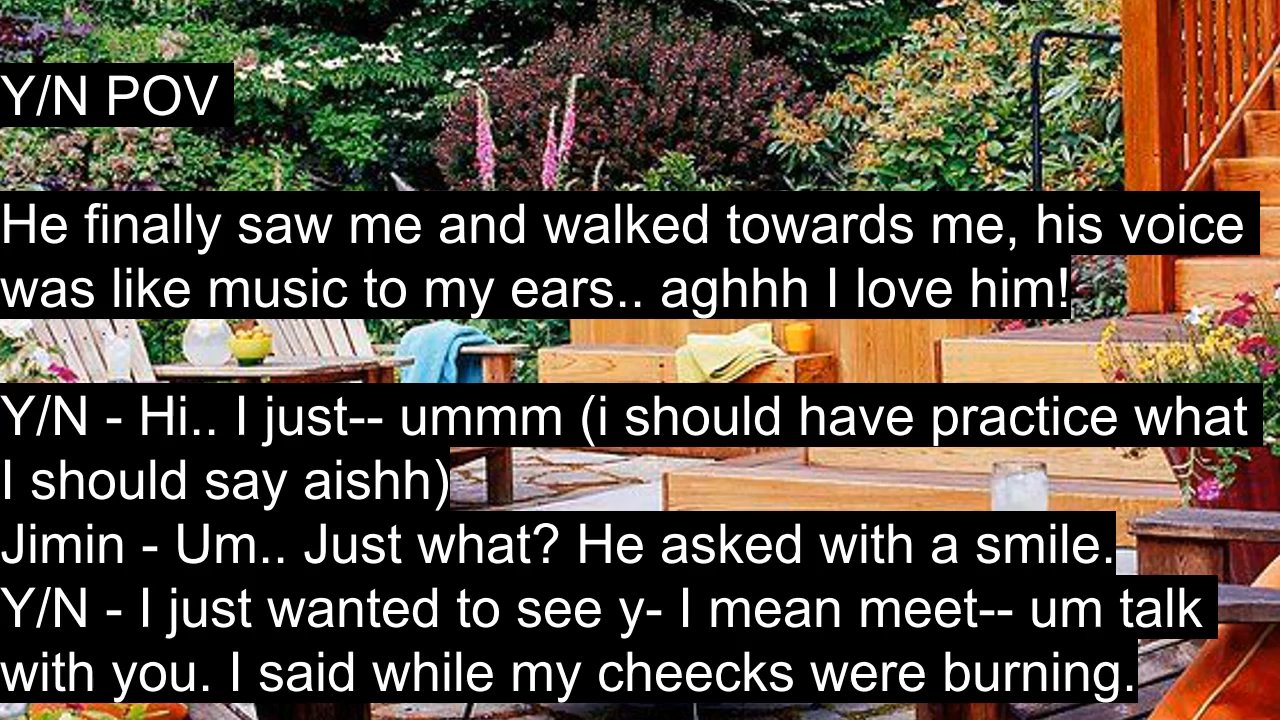 Y/N POV
He finally saw me and walked towards me, his voice
was like music to my ears.. aghhh I love him!
Y/N - Hi.. I just-- ummm (i should have practice what
I should say aishh)
Jimin - Um.. Just what? He asked with a smile.
Y/N - I just wanted to see y- I mean meet-- um talk
with you. I said while my cheecks were burning.